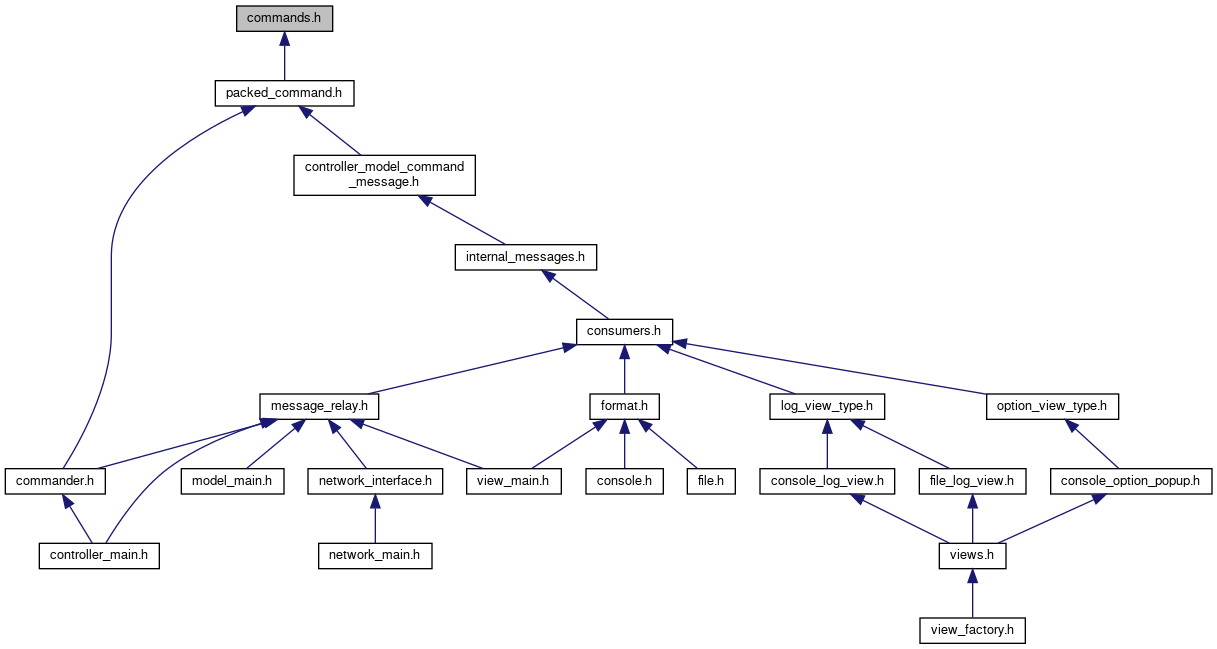 commands.h
packed_command.h
controller_model_command
_message.h
internal_messages.h
consumers.h
message_relay.h
format.h
log_view_type.h
option_view_type.h
commander.h
model_main.h
network_interface.h
view_main.h
console.h
file.h
console_log_view.h
file_log_view.h
console_option_popup.h
controller_main.h
network_main.h
views.h
view_factory.h